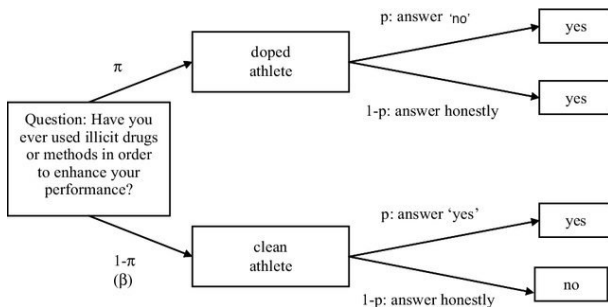 p: answer 'no'
yes
π
doped
athlete
yes
1-p: answer honestly
Question: Have you
ever used illicit drugs
or methods in order
to enhance your
performance?
p: answer ‘yes’
yes
clean
athlete
1-π
(β)
no
1-p: answer honestly